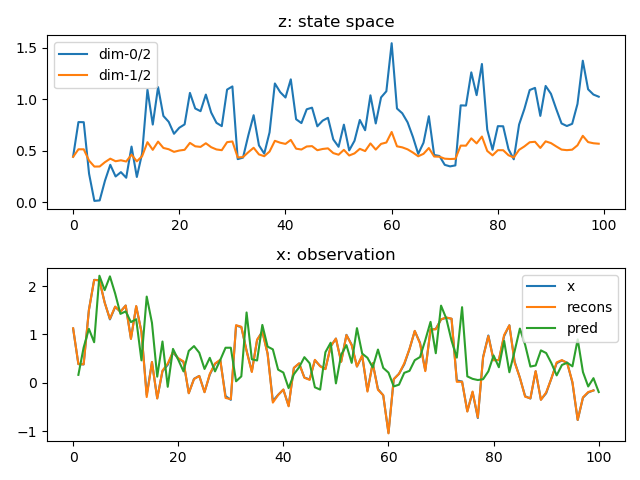 z: state space
dim-0/2
dim-1/2
1.5
1.0
0.5
0.0
0 20 40 60 80 100
x: observation
x
recons
pred
2
1
0
−1
0 20 40 60 80 100